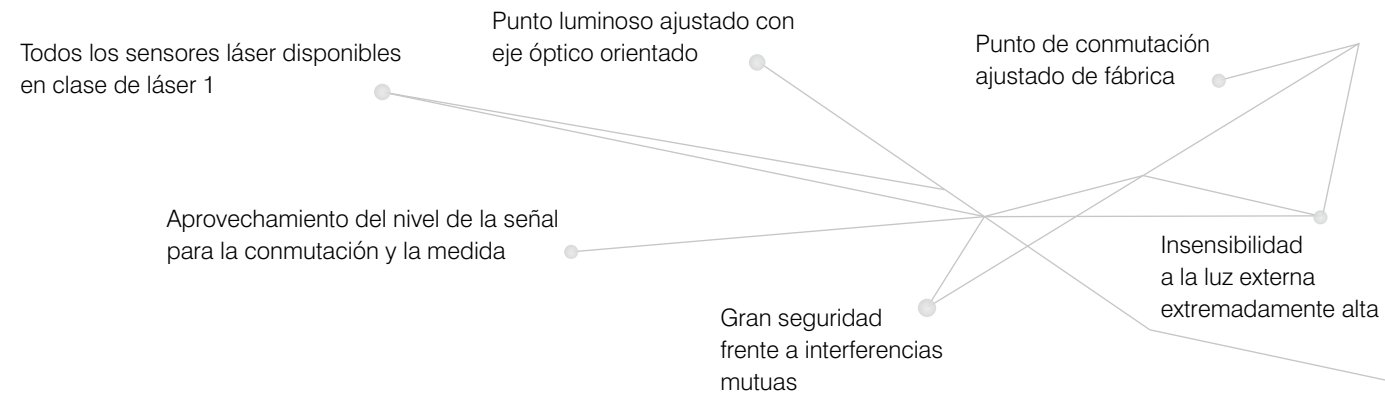 Todos los sensores láser disponibles
en clase de láser 1
Punto luminoso ajustado con
eje óptico orientado
Punto de conmutación
ajustado de fábrica
Aprovechamiento del nivel de la señal
para la conmutación y la medida
Gran seguridad
frente a interferencias
mutuas
Insensibilidad
a la luz externa
extremadamente alta